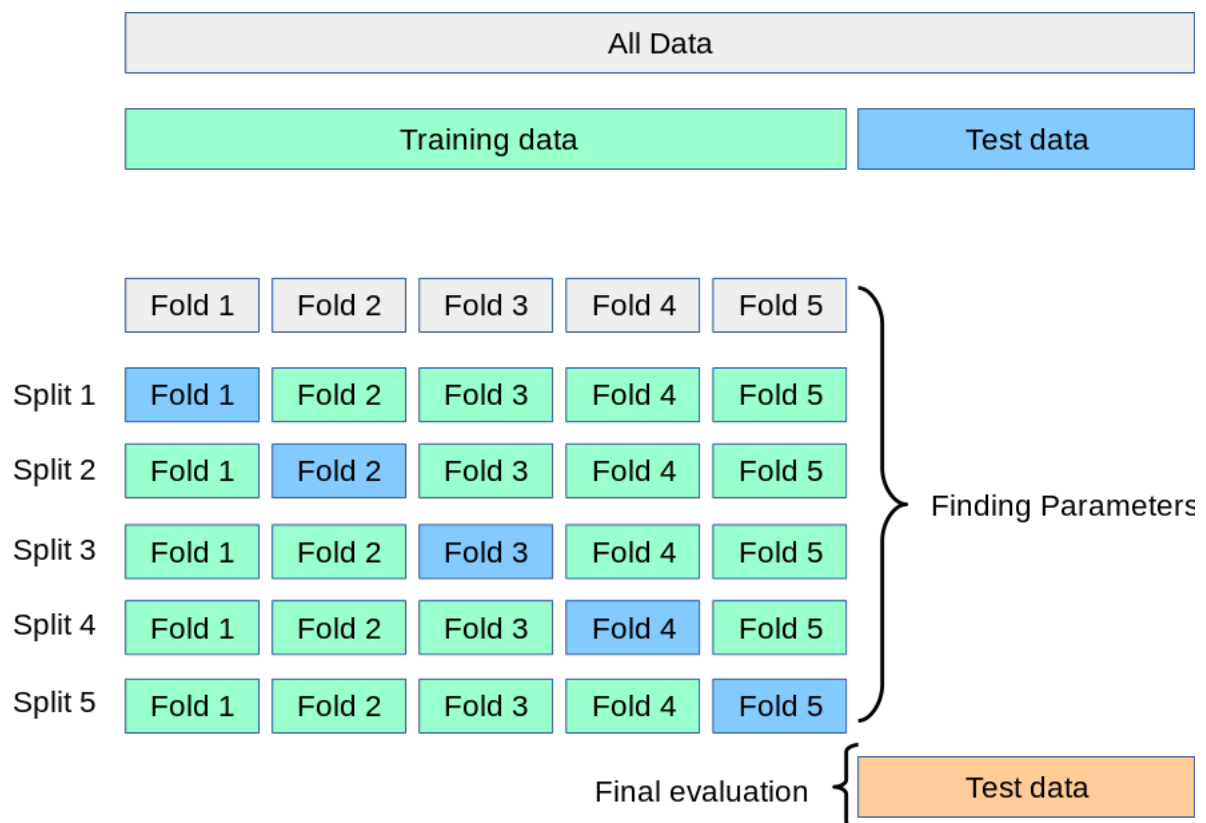 All Data
Training data Test data
Fold 1 Fold 2 Fold 3 Fold 4 Fold 5
Split 1 Fold 1 Fold 2 Fold 3 Fold 4 Fold 5
Split 2 Fold 1 Fold 2 Fold 3 Fold 4 Fold 5
Finding Parameters
Split 3 Fold 1 Fold 2 Fold 3 Fold 4 Fold 5
Split 4 Fold 1 Fold 2 Fold 3 Fold 4 Fold 5
Split 5 Fold 1 Fold 2 Fold 3 Fold 4 Fold 5
Final evaluation Test data